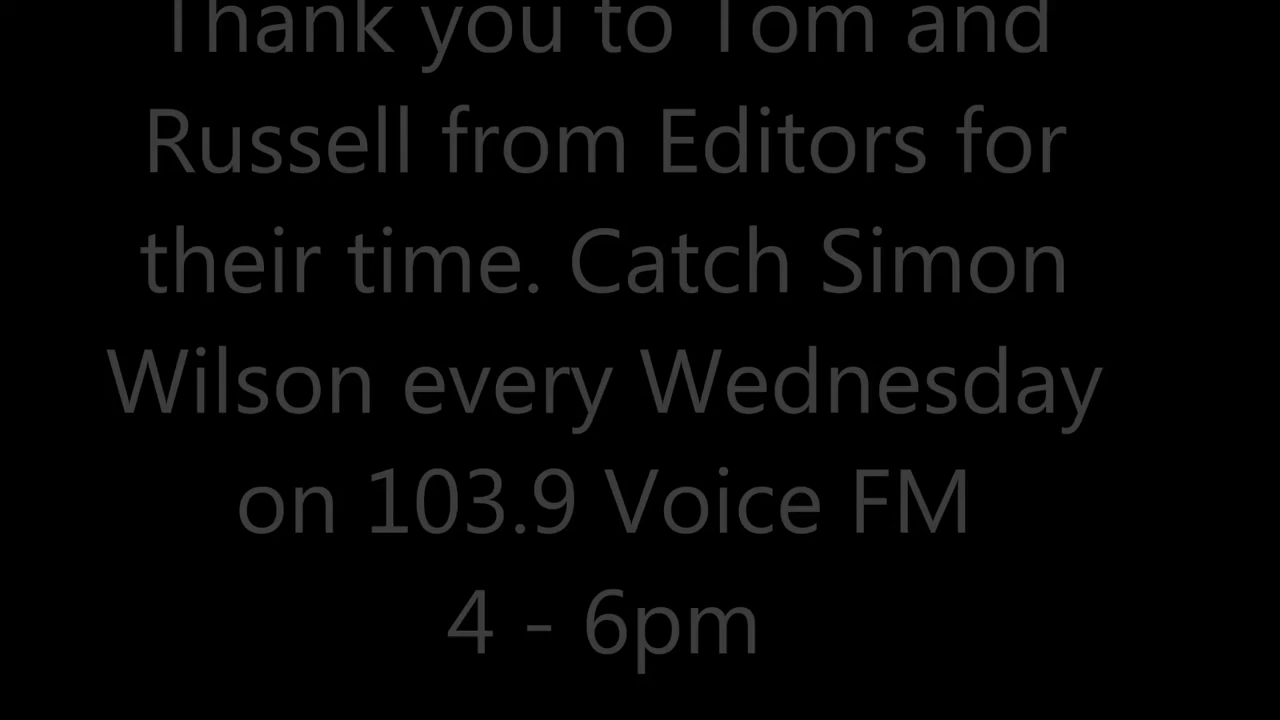 Thank you to Tom and
Russell from Editors for
their time. Catch Simon
Wilson every Wednesday
on 103.9 Voice FM
4 - 6pm